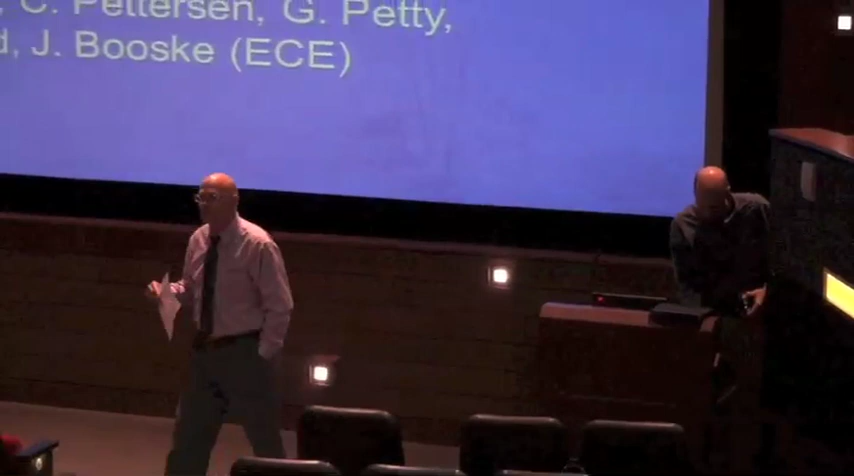 , C. Pettersen, G. Petty,
d, J. Booske (ECE)